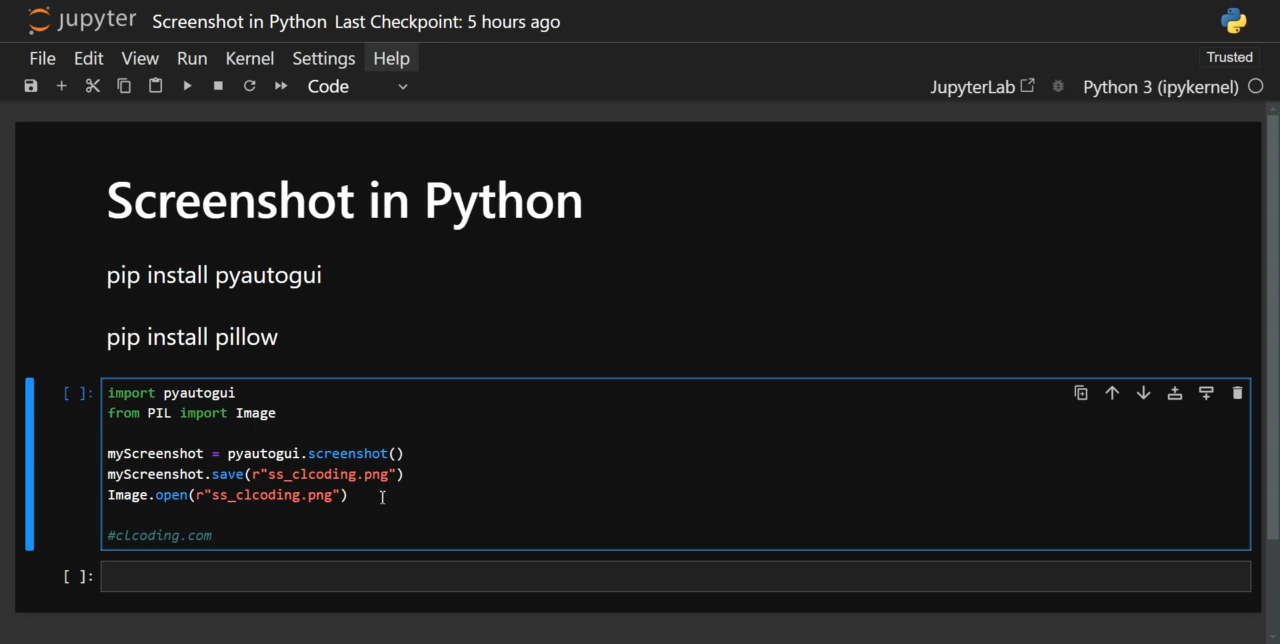 jupyter Screenshot in Python Last Checkpoint: 5 hours ago
File Edit View Run Kernel Settings Help Trusted
Code JupyterLab Python 3 (ipykernel)
Screenshot in Python
pip install pyautogui
pip install pillow
[ ]: import pyautogui
from PIL import Image
myScreenshot = pyautogui.screenshot()
myScreenshot.save(r"ss_clcoding.png")
Image.open(r"ss_clcoding.png")
#clcoding.com
[ ]: